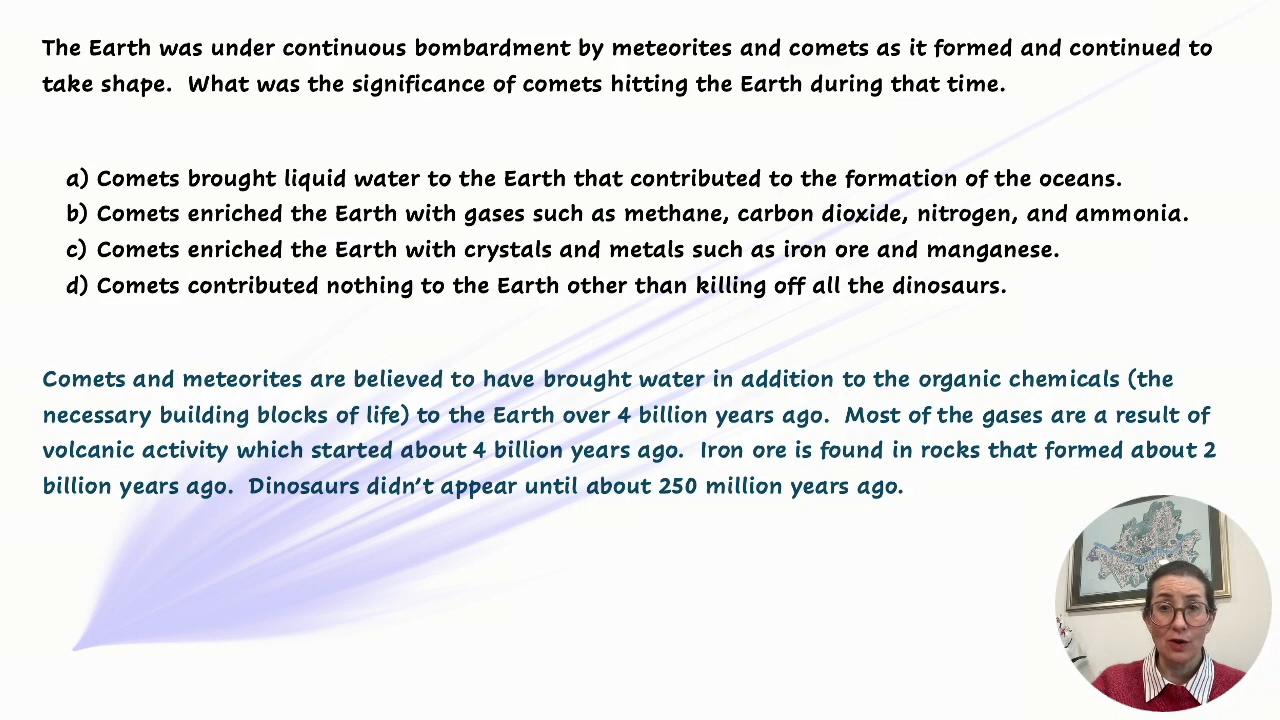 The Earth was under continuous bombardment by meteorites and comets as it formed and continued to
take shape.  What was the significance of comets hitting the Earth during that time.
a) Comets brought liquid water to the Earth that contributed to the formation of the oceans.
b) Comets enriched the Earth with gases such as methane, carbon dioxide, nitrogen, and ammonia.
c) Comets enriched the Earth with crystals and metals such as iron ore and manganese.
d) Comets contributed nothing to the Earth other than killing off all the dinosaurs.
Comets and meteorites are believed to have brought water in addition to the organic chemicals (the
necessary building blocks of life) to the Earth over 4 billion years ago.  Most of the gases are a result of
volcanic activity which started about 4 billion years ago.  Iron ore is found in rocks that formed about 2
billion years ago.  Dinosaurs didn't appear until about 250 million years ago.